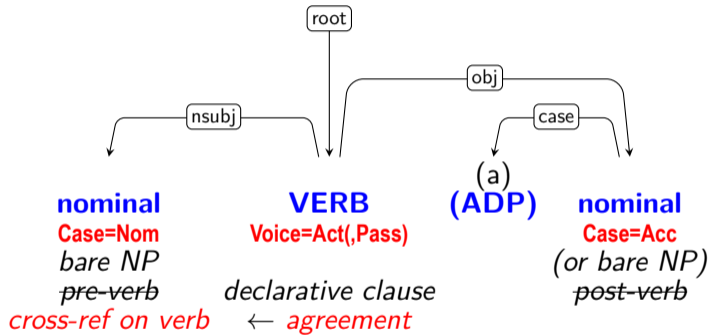 root
obj
nsubj
case
(a)
nominal VERB (ADP) nominal
Case=Nom Voice=Act(,Pass) Case=Acc
bare NP (or bare NP)
pre-verb declarative clause post-verb
cross-ref on verb ← agreement